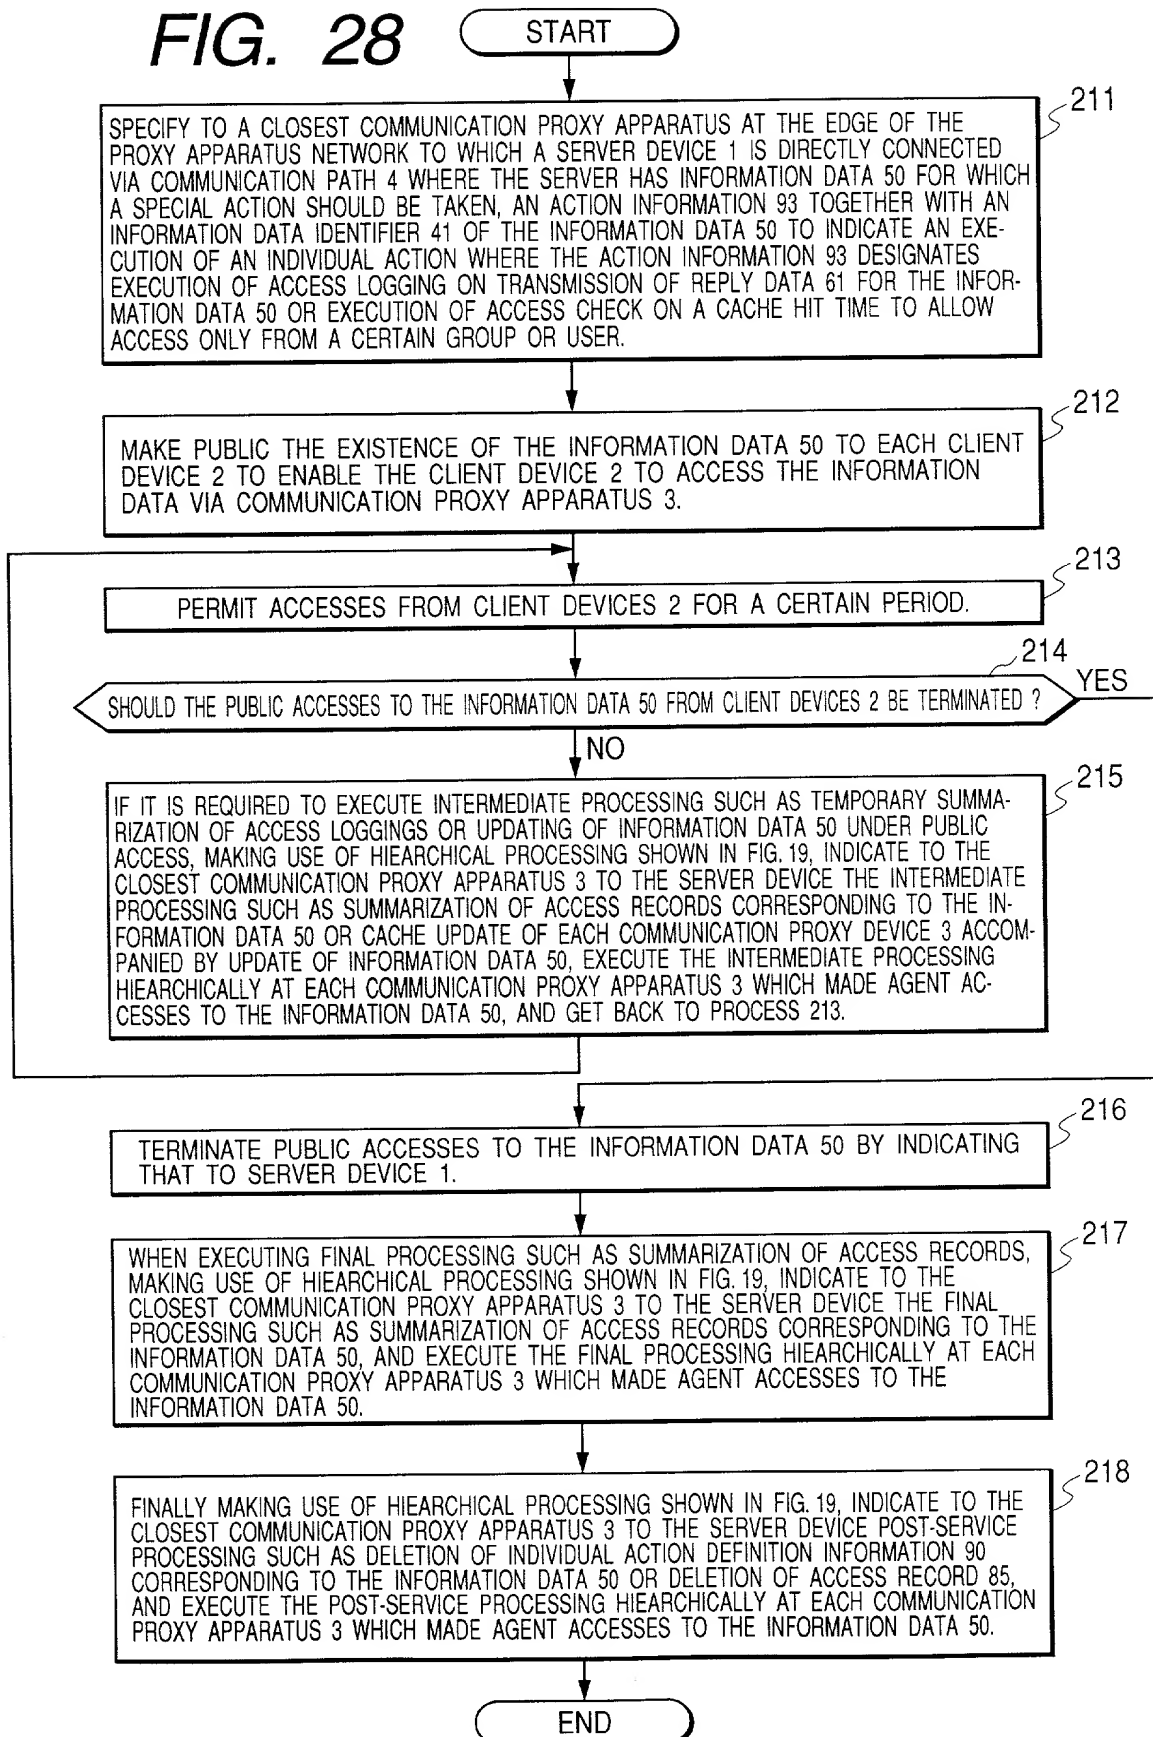 FIG. 28
START
211
SPECIFY TO A CLOSEST COMMUNICATION PROXY APPARATUS AT THE EDGE OF THE
PROXY APPARATUS NETWORK TO WHICH A SERVER DEVICE 1 IS DIRECTLY CONNECTED
VIA COMMUNICATION PATH 4 WHERE THE SERVER HAS INFORMATION DATA 50 FOR WHICH
A SPECIAL ACTION SHOULD BE TAKEN, AN ACTION INFORMATION 93 TOGETHER WITH AN
INFORMATION DATA IDENTIFIER 41 OF THE INFORMATION DATA 50 TO INDICATE AN EXE-
CUTION OF AN INDIVIDUAL ACTION WHERE THE ACTION INFORMATION 93 DESIGNATES
EXECUTION OF ACCESS LOGGING ON TRANSMISSION OF REPLY DATA 61 FOR THE INFOR-
MATION DATA 50 OR EXECUTION OF ACCESS CHECK ON A CACHE HIT TIME TO ALLOW
ACCESS ONLY FROM A CERTAIN GROUP OR USER.
212
MAKE PUBLIC THE EXISTENCE OF THE INFORMATION DATA 50 TO EACH CLIENT
DEVICE 2 TO ENABLE THE CLIENT DEVICE 2 TO ACCESS THE INFORMATION
DATA VIA COMMUNICATION PROXY APPARATUS 3.
213
PERMIT ACCESSES FROM CLIENT DEVICES 2 FOR A CERTAIN PERIOD.
214
YES
SHOULD THE PUBLIC ACCESSES TO THE INFORMATION DATA 50 FROM CLIENT DEVICES 2 BE TERMINATED ?
NO
215
IF IT IS REQUIRED TO EXECUTE INTERMEDIATE PROCESSING SUCH AS TEMPORARY SUMMA-
RIZATION OF ACCESS LOGGINGS OR UPDATING OF INFORMATION DATA 50 UNDER PUBLIC
ACCESS, MAKING USE OF HIEARCHICAL PROCESSING SHOWN IN FIG. 19, INDICATE TO THE
CLOSEST COMMUNICATION PROXY APPARATUS 3 TO THE SERVER DEVICE THE INTERMEDIATE
PROCESSING SUCH AS SUMMARIZATION OF ACCESS RECORDS CORRESPONDING TO THE IN-
FORMATION DATA 50 OR CACHE UPDATE OF EACH COMMUNICATION PROXY DEVICE 3 ACCOM-
PANIED BY UPDATE OF INFORMATION DATA 50, EXECUTE THE INTERMEDIATE PROCESSING
HIEARCHICALLY AT EACH COMMUNICATION PROXY APPARATUS 3 WHICH MADE AGENT AC-
CESSES TO THE INFORMATION DATA 50, AND GET BACK TO PROCESS 213.
216
TERMINATE PUBLIC ACCESSES TO THE INFORMATION DATA 50 BY INDICATING
THAT TO SERVER DEVICE 1.
217
WHEN EXECUTING FINAL PROCESSING SUCH AS SUMMARIZATION OF ACCESS RECORDS,
MAKING USE OF HIEARCHICAL PROCESSING SHOWN IN FIG. 19, INDICATE TO THE
CLOSEST COMMUNICATION PROXY APPARATUS 3 TO THE SERVER DEVICE THE FINAL
PROCESSING SUCH AS SUMMARIZATION OF ACCESS RECORDS CORRESPONDING TO THE
INFORMATION DATA 50, AND EXECUTE THE FINAL PROCESSING HIEARCHICALLY AT EACH
COMMUNICATION PROXY APPARATUS 3 WHICH MADE AGENT ACCESSES TO THE
INFORMATION DATA 50.
218
FINALLY MAKING USE OF HIEARCHICAL PROCESSING SHOWN IN FIG. 19, INDICATE TO THE
CLOSEST COMMUNICATION PROXY APPARATUS 3 TO THE SERVER DEVICE POST-SERVICE
PROCESSING SUCH AS DELETION OF INDIVIDUAL ACTION DEFINITION INFORMATION 90
CORRESPONDING TO THE INFORMATION DATA 50 OR DELETION OF ACCESS RECORD 85,
AND EXECUTE THE POST-SERVICE PROCESSING HIEARCHICALLY AT EACH COMMUNICATION
PROXY APPARATUS 3 WHICH MADE AGENT ACCESSES TO THE INFORMATION DATA 50.
END